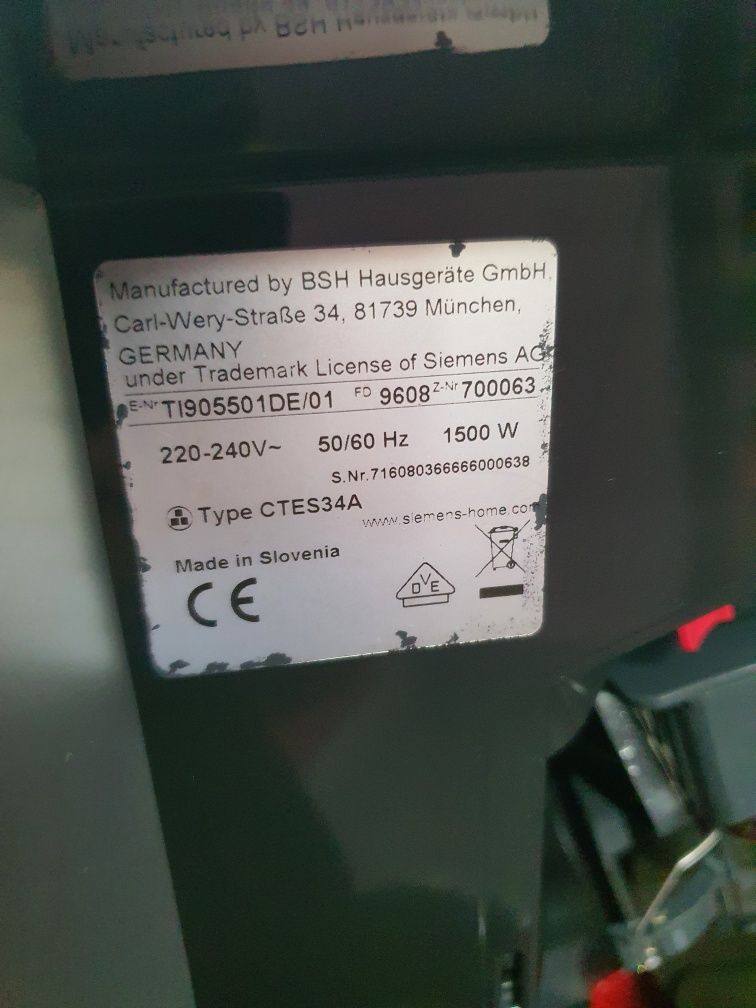 Manufactured by BSH Hausgeräte GmbH,
Carl-Wery-Straße 34, 81739 München,
GERMANY
under Trademark License of Siemens AG
E-Nr TI905501DE/01 FD 9608 Z-Nr 700063
220-240V~ 50/60 Hz 1500 W
S.Nr.716080366666000638
Type CTES34A
www.siemens-home.com
Made in Slovenia
CE
DVE